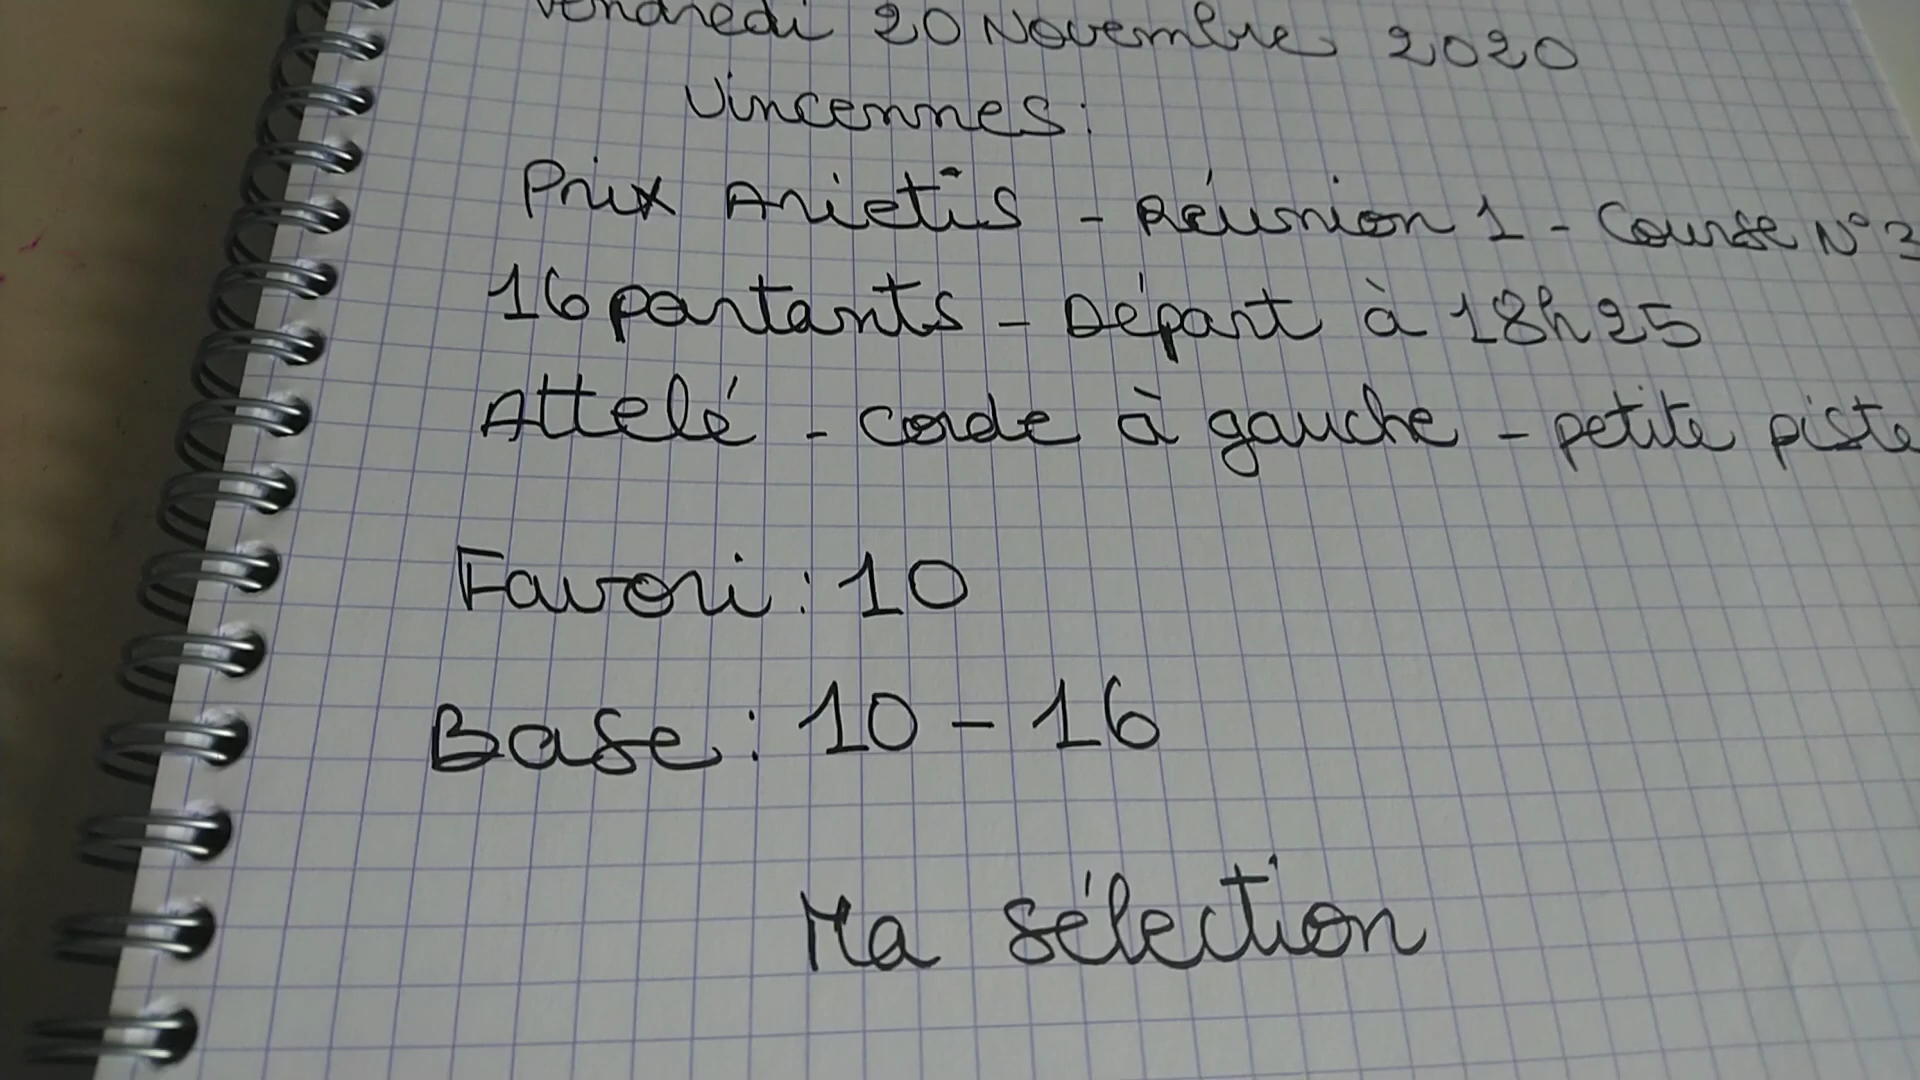 Vendredi 20 Novembre 2020
Vincennes:
Prix Arietis - Réunion 1 - Course N°3
16 partants - Départ à 18h25
Attelé - corde à gauche - petite piste
Favori : 10
Base : 10 - 16
Ma sélection